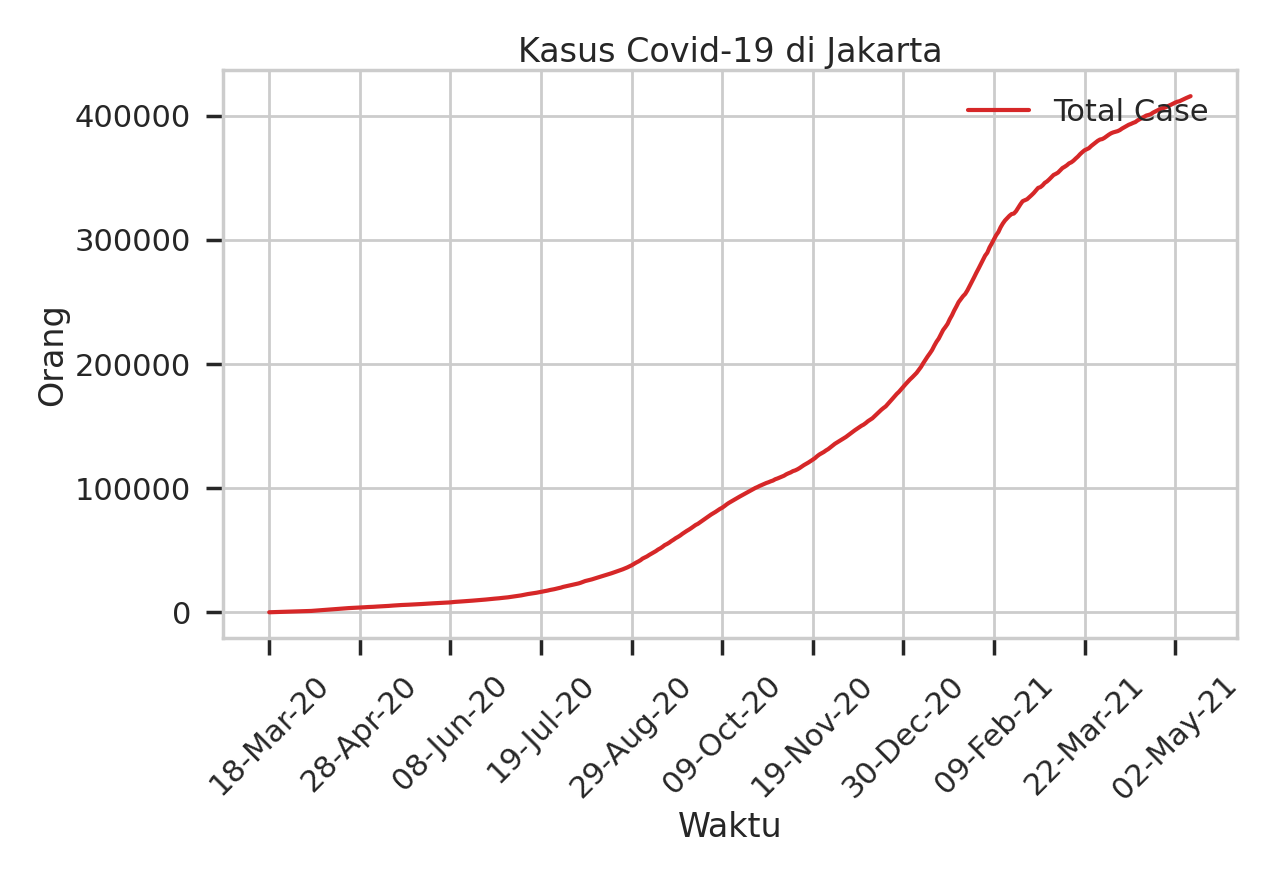 Kasus Covid-19 di Jakarta
Total Case
Orang
400000
300000
200000
100000
0
18-Mar-20
28-Apr-20
08-Jun-20
19-Jul-20
29-Aug-20
09-Oct-20
19-Nov-20
30-Dec-20
09-Feb-21
22-Mar-21
02-May-21
Waktu